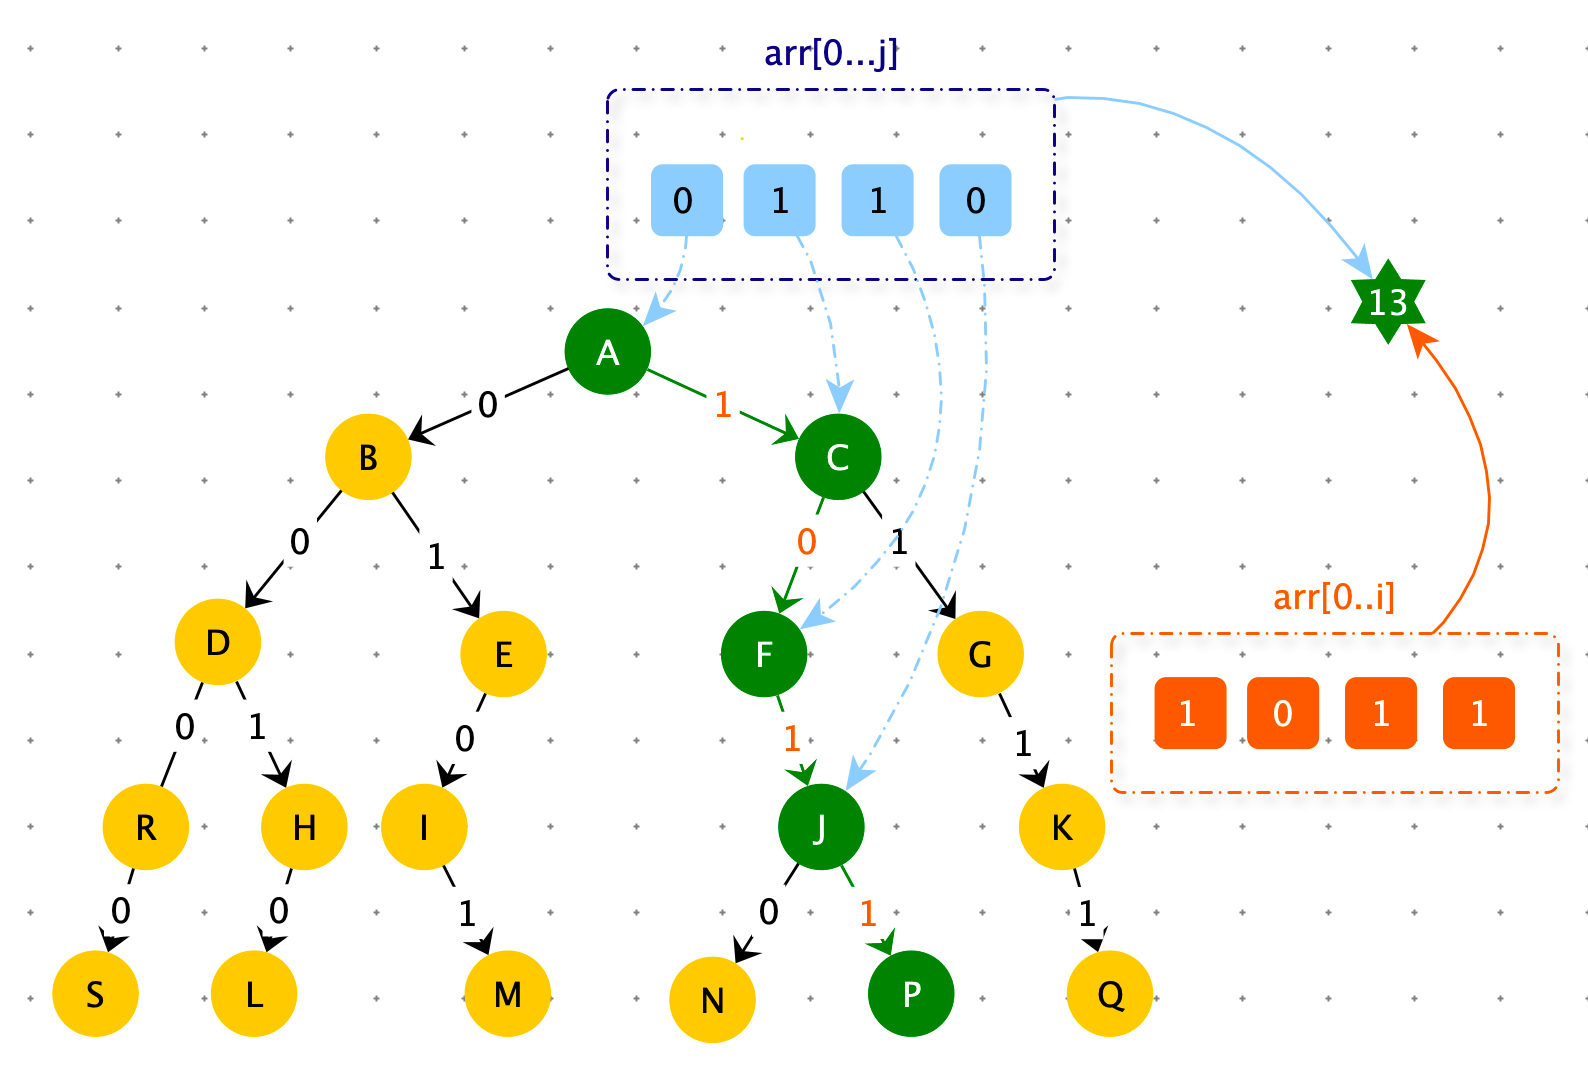 arr[0...j]
0 1 1 0
13
A
0 1
B C
0 1 0 1
arr[0..i]
D E F G
1 0 1 1
0 1 0 1 1
R H I J K
0 0 1 0 1 1
S L M N P Q